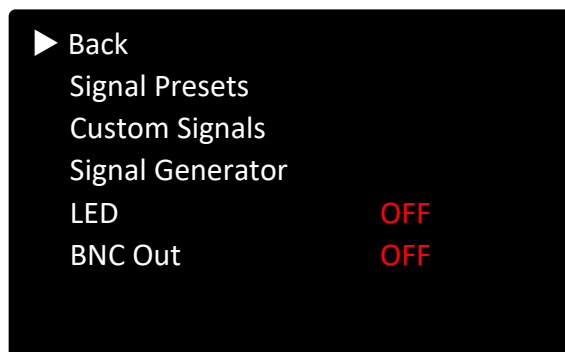 Back
Signal Presets
Custom Signals
Signal Generator
LED OFF
BNC Out OFF